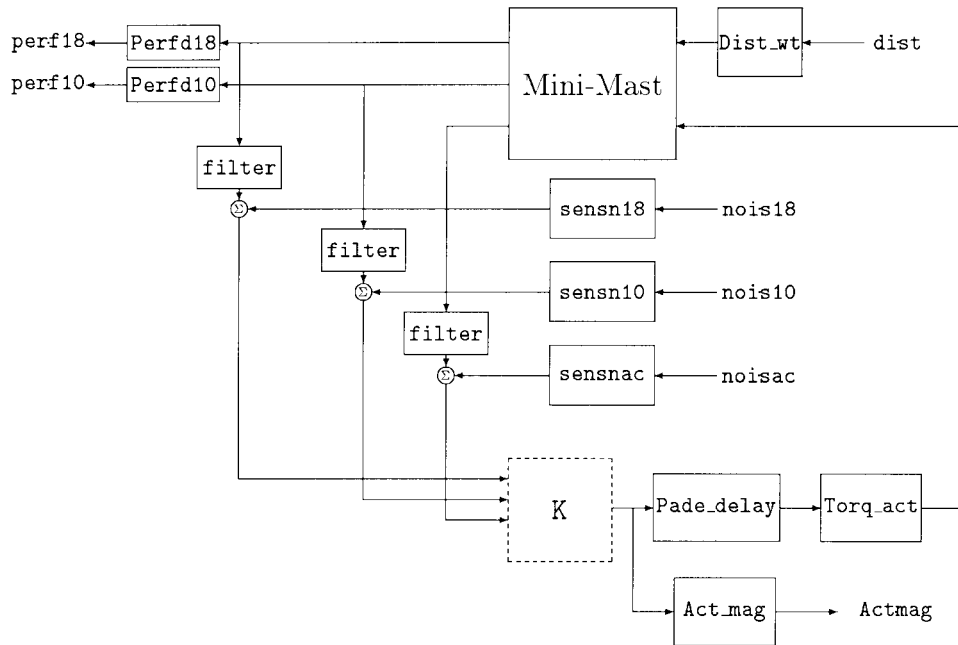 perf18
Perfd18
Dist_wt
dist
perf10
Perfd10
Mini-Mast
filter
Σ
sensn18
nois18
filter
Σ
sensn10
nois10
filter
Σ
sensnac
noisac
K
Pade_delay
Torq_act
Act_mag
Actmag